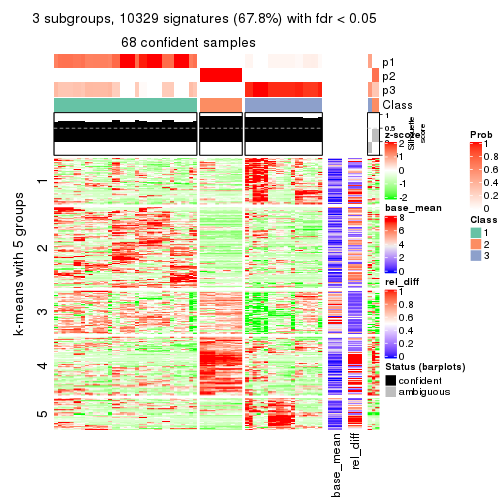 3 subgroups, 10329 signatures (67.8%) with fdr < 0.05
68 confident samples
p1
p2
p3
Class
1
0.5
0
Silhouette
score
k-means with 5 groups
1
2
3
4
5
base_mean
rel_diff
z-score
2
1
0
-1
-2
base_mean
8
6
4
2
0
rel_diff
1
0.8
0.6
0.4
0.2
0
Status (barplots)
confident
ambiguous
Prob
1
0.8
0.6
0.4
0.2
0
Class
1
2
3